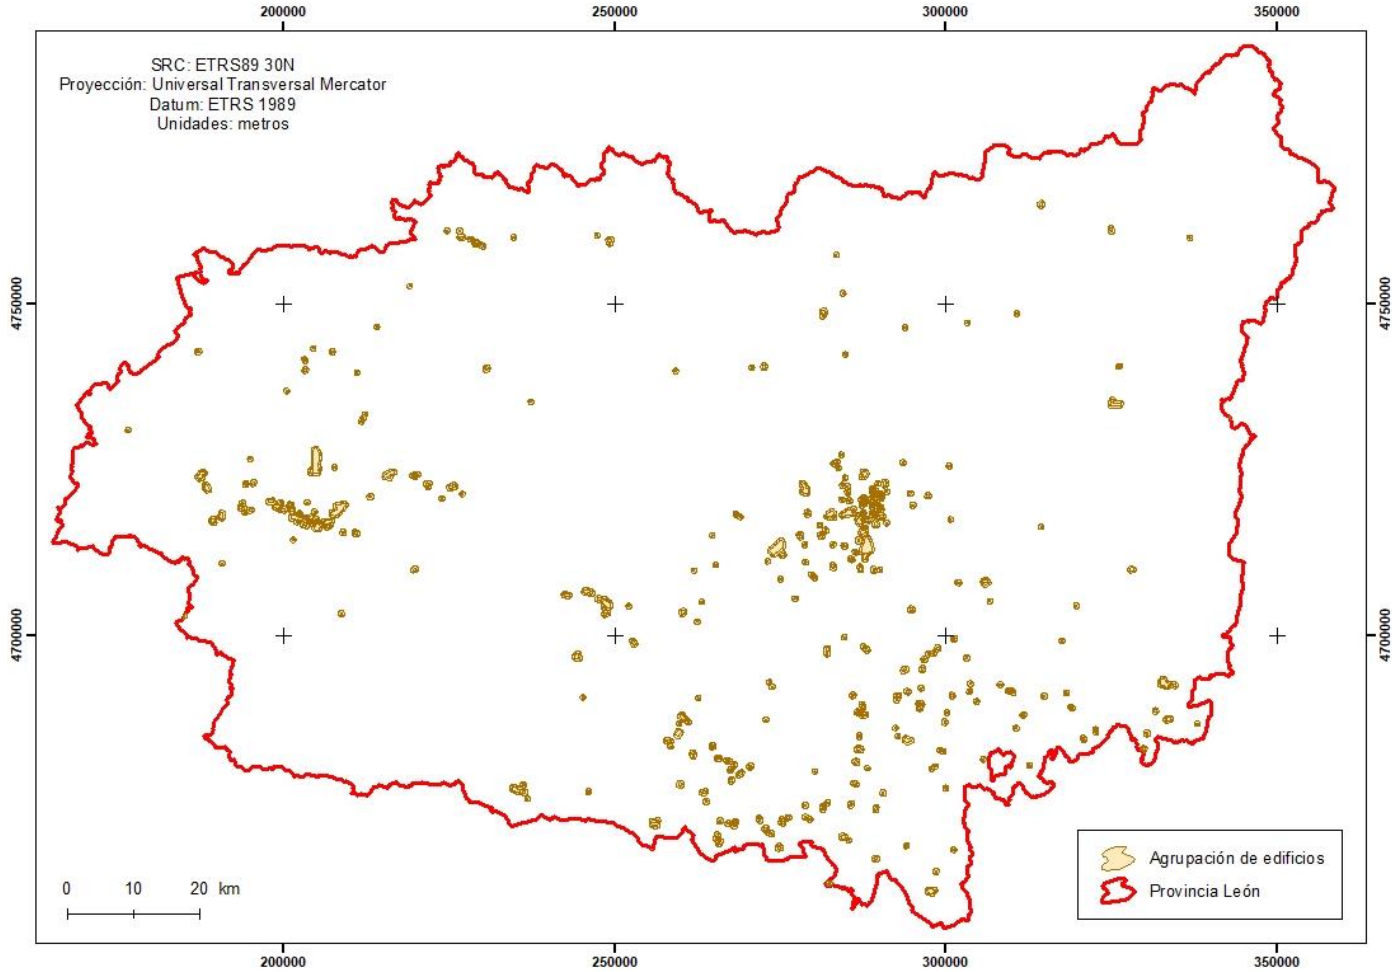 200000 250000 300000 350000
SRC: ETRS89 30N
Proyección: Universal Transversal Mercator
Datum: ETRS 1989
Unidades: metros
4750000 4750000
4700000 4700000
Agrupación de edificios
Provincia León
0 10 20 km
200000 250000 300000 350000